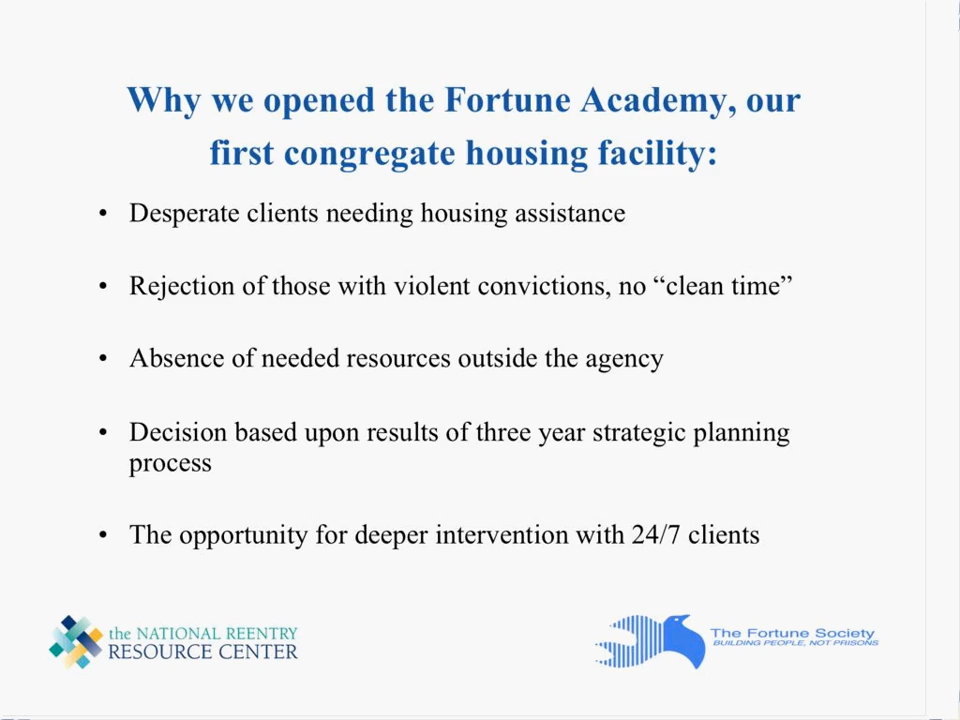 Why we opened the Fortune Academy, our
first congregate housing facility:
• Desperate clients needing housing assistance
• Rejection of those with violent convictions, no “clean time”
• Absence of needed resources outside the agency
• Decision based upon results of three year strategic planning
process
• The opportunity for deeper intervention with 24/7 clients
the NATIONAL REENTRY
RESOURCE CENTER
The Fortune Society
BUILDING PEOPLE, NOT PRISONS